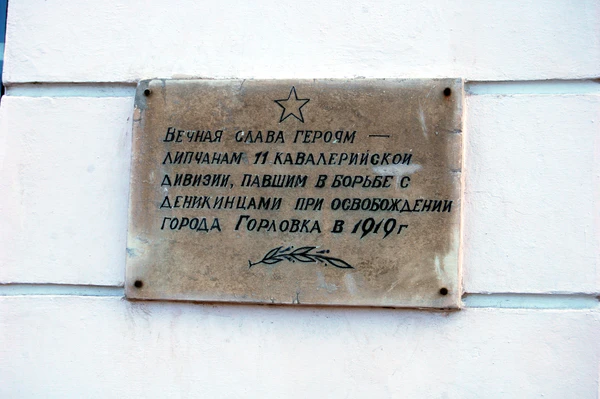 Вечная слава героям —
липчанам 11 кавалерийской
дивизии, павшим в борьбе с
деникинцами при освобождении
города Горловка в 1919 г